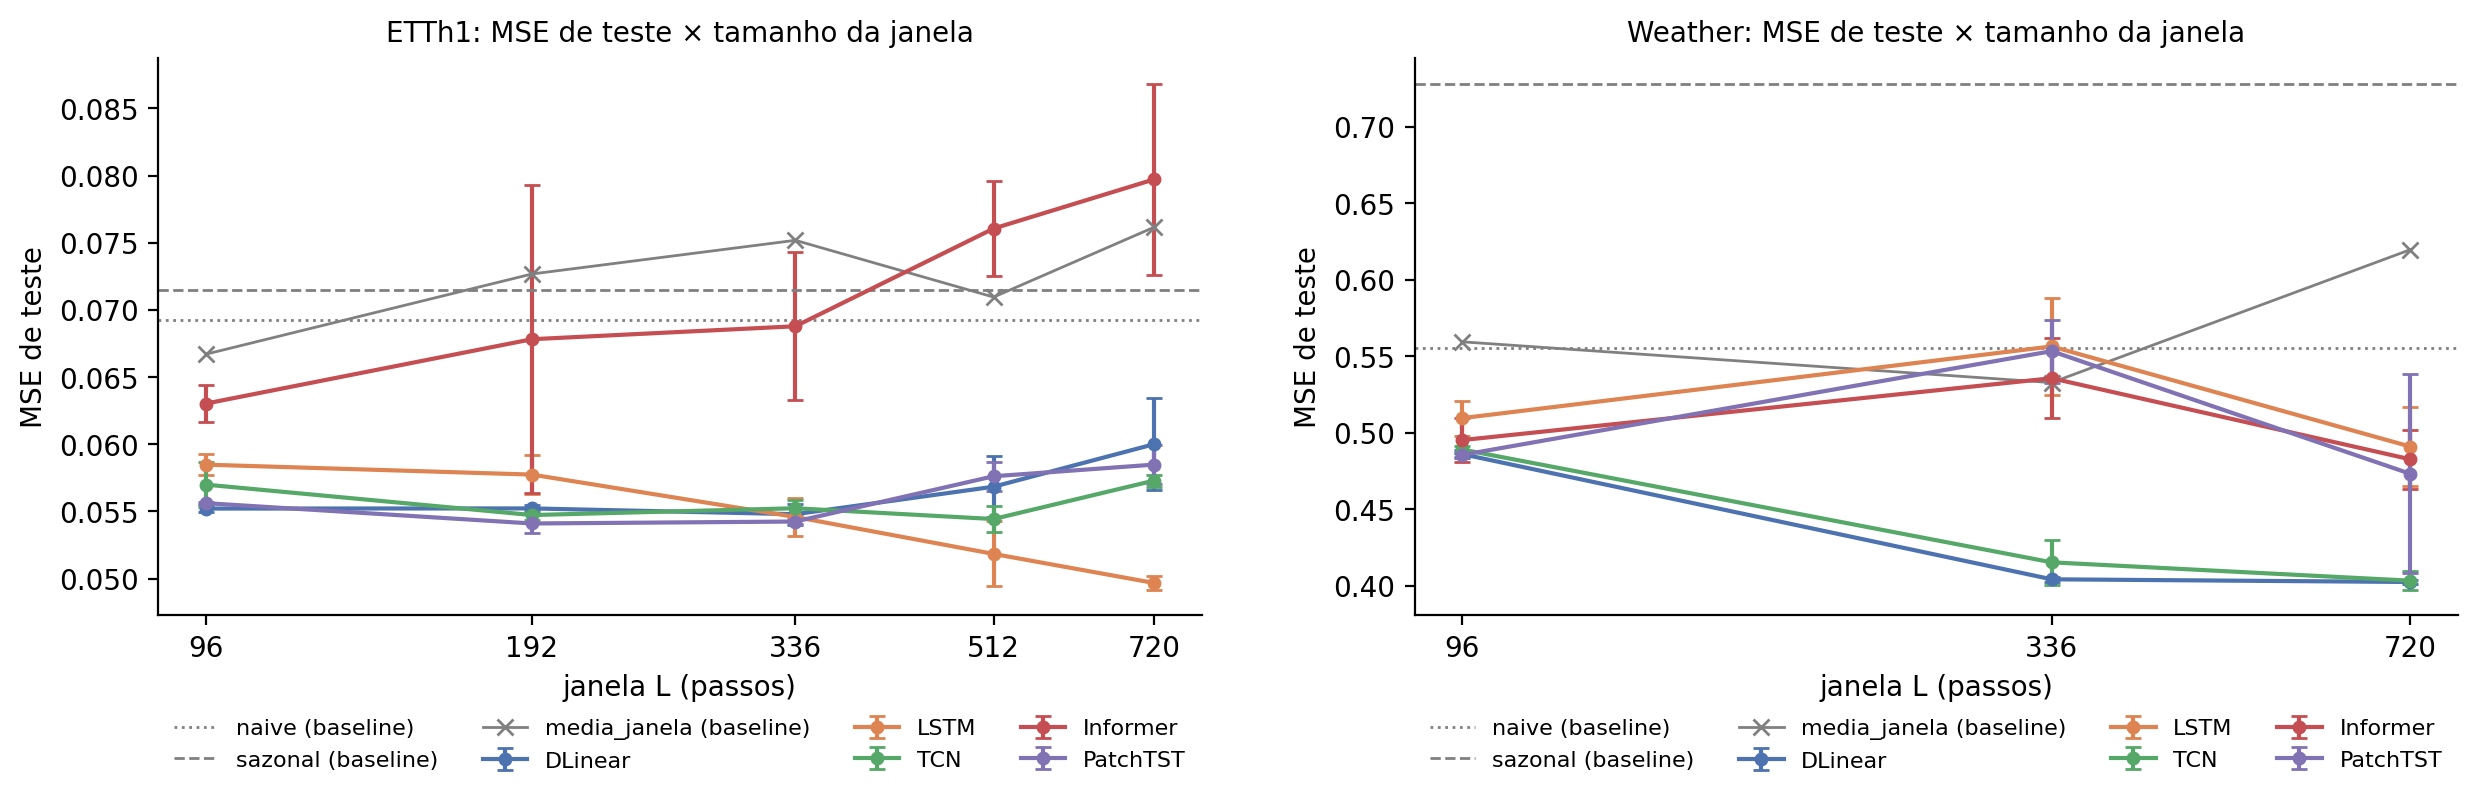 ETTh1: MSE de teste × tamanho da janela
MSE de teste
0.085
0.080
0.075
0.070
0.065
0.060
0.055
0.050
96 192 336 512 720
janela L (passos)
naive (baseline) media_janela (baseline) LSTM Informer
sazonal (baseline) DLinear TCN PatchTST
Weather: MSE de teste × tamanho da janela
MSE de teste
0.70
0.65
0.60
0.55
0.50
0.45
0.40
96 336 720
janela L (passos)
naive (baseline) media_janela (baseline) LSTM Informer
sazonal (baseline) DLinear TCN PatchTST